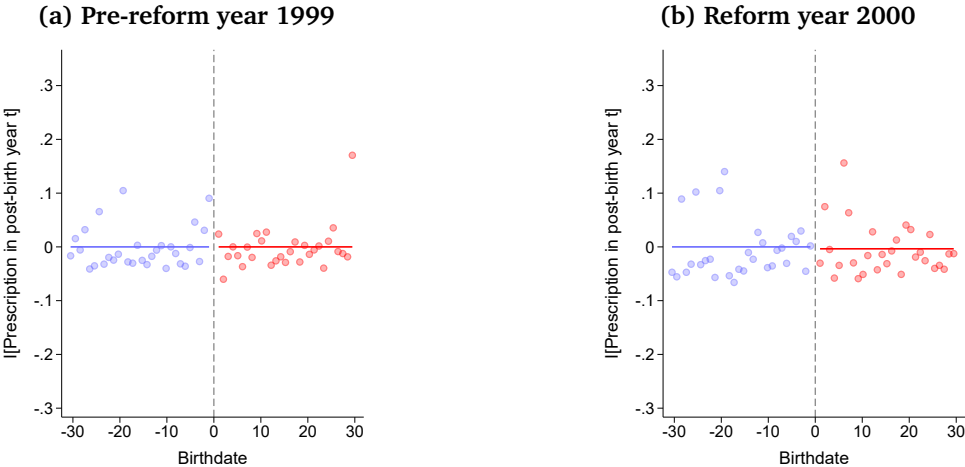 (a) Pre-reform year 1999
I[Prescription in post-birth year t]
.3
.2
.1
0
-.1
-.2
-.3
-30 -20 -10 0 10 20 30
Birthdate
(b) Reform year 2000
I[Prescription in post-birth year t]
.3
.2
.1
0
-.1
-.2
-.3
-30 -20 -10 0 10 20 30
Birthdate